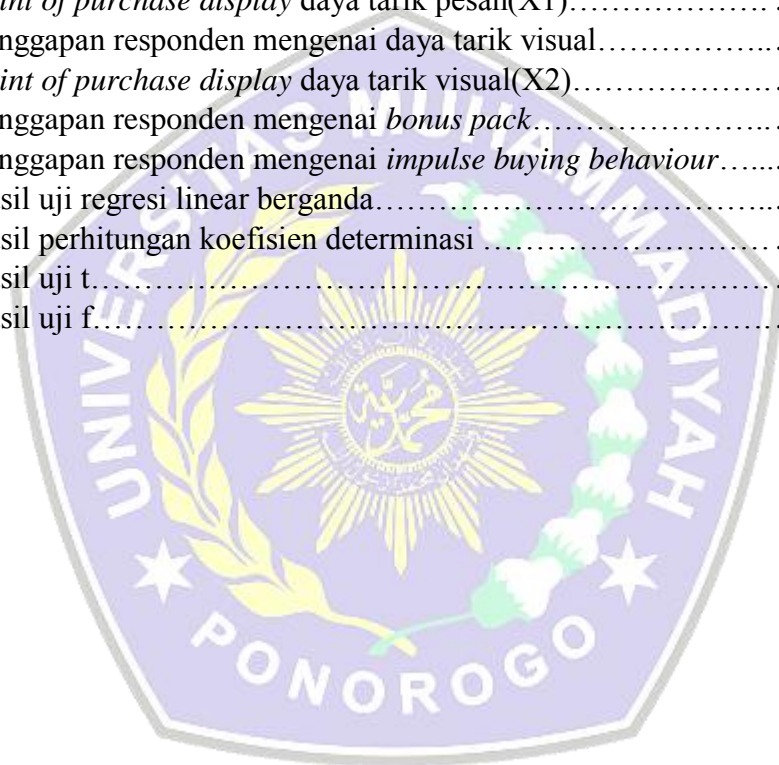 int of purchase display daya tarik pesan(X1)……………….. .
nggapan responden mengenai daya tarik visual……………….. .
int of purchase display daya tarik visual(X2)………………… .
nggapan responden mengenai bonus pack…………………….. .
nggapan responden mengenai impulse buying behaviour…....
sil uji regresi linear berganda…………………………………...
sil perhitungan koefisien determinasi ………………………… .
sil uji t………………………………………………………… .
sil uji f…………………………………………………………. .
UNIVERSITAS MUHAMMADIYAH
PONOROGO